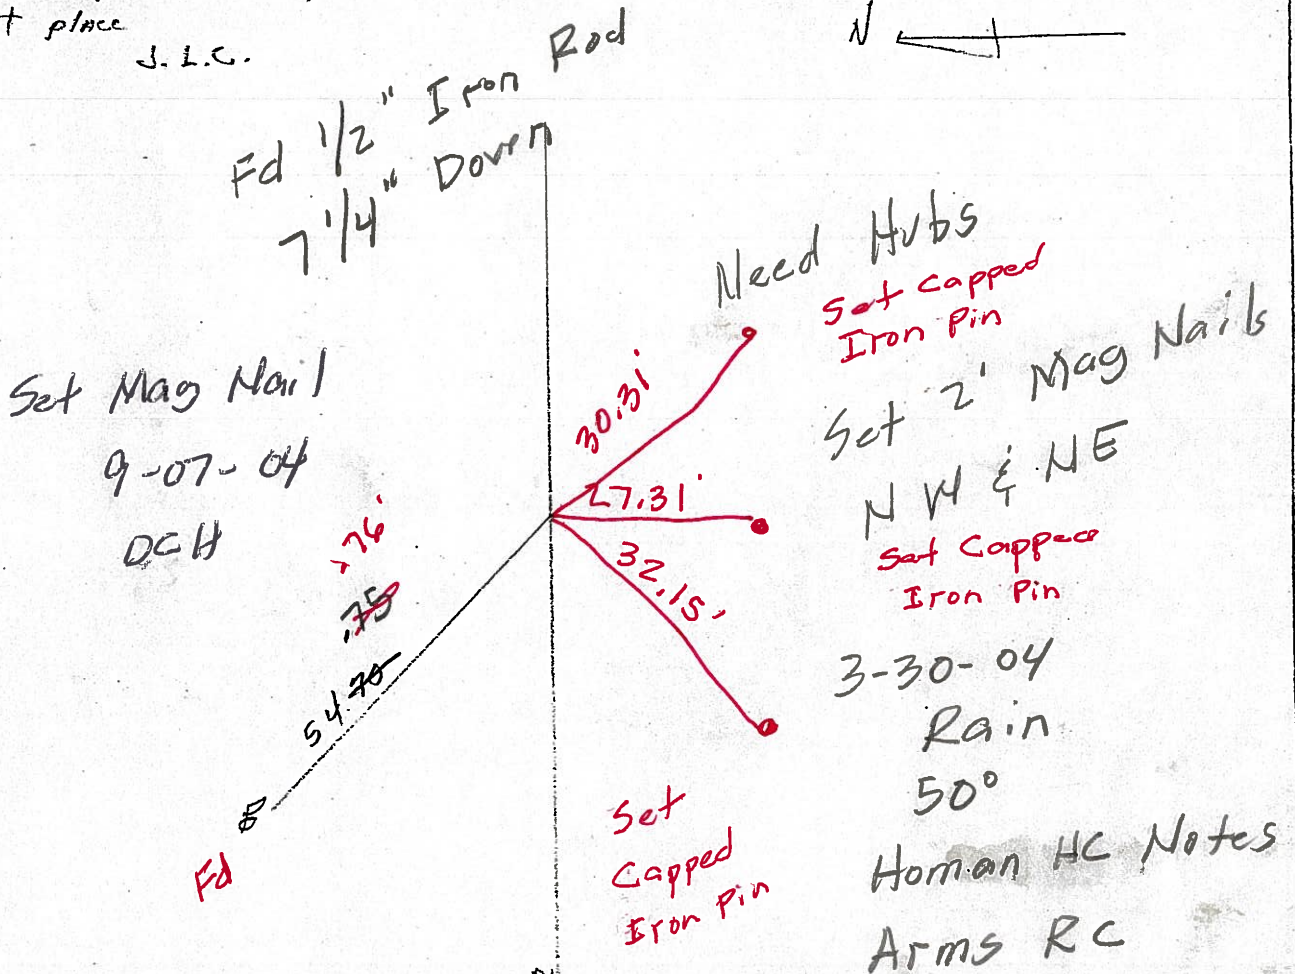 + place
J.L.C.
N
Fd 1/2" Iron Rod
7 1/4" Down
Need Hubs
Set Capped
Iron Pin
Set 2' Mag Nails
NW & NE
Set Capped
Iron Pin
3-30-04
Rain
50°
Homan HC Notes
Arms RC
Set Mag Nail
9-07-04
DCH
30.31'
27.31'
32.15'
.76'
.75
54.70
Fd
Set
Capped
Iron Pin